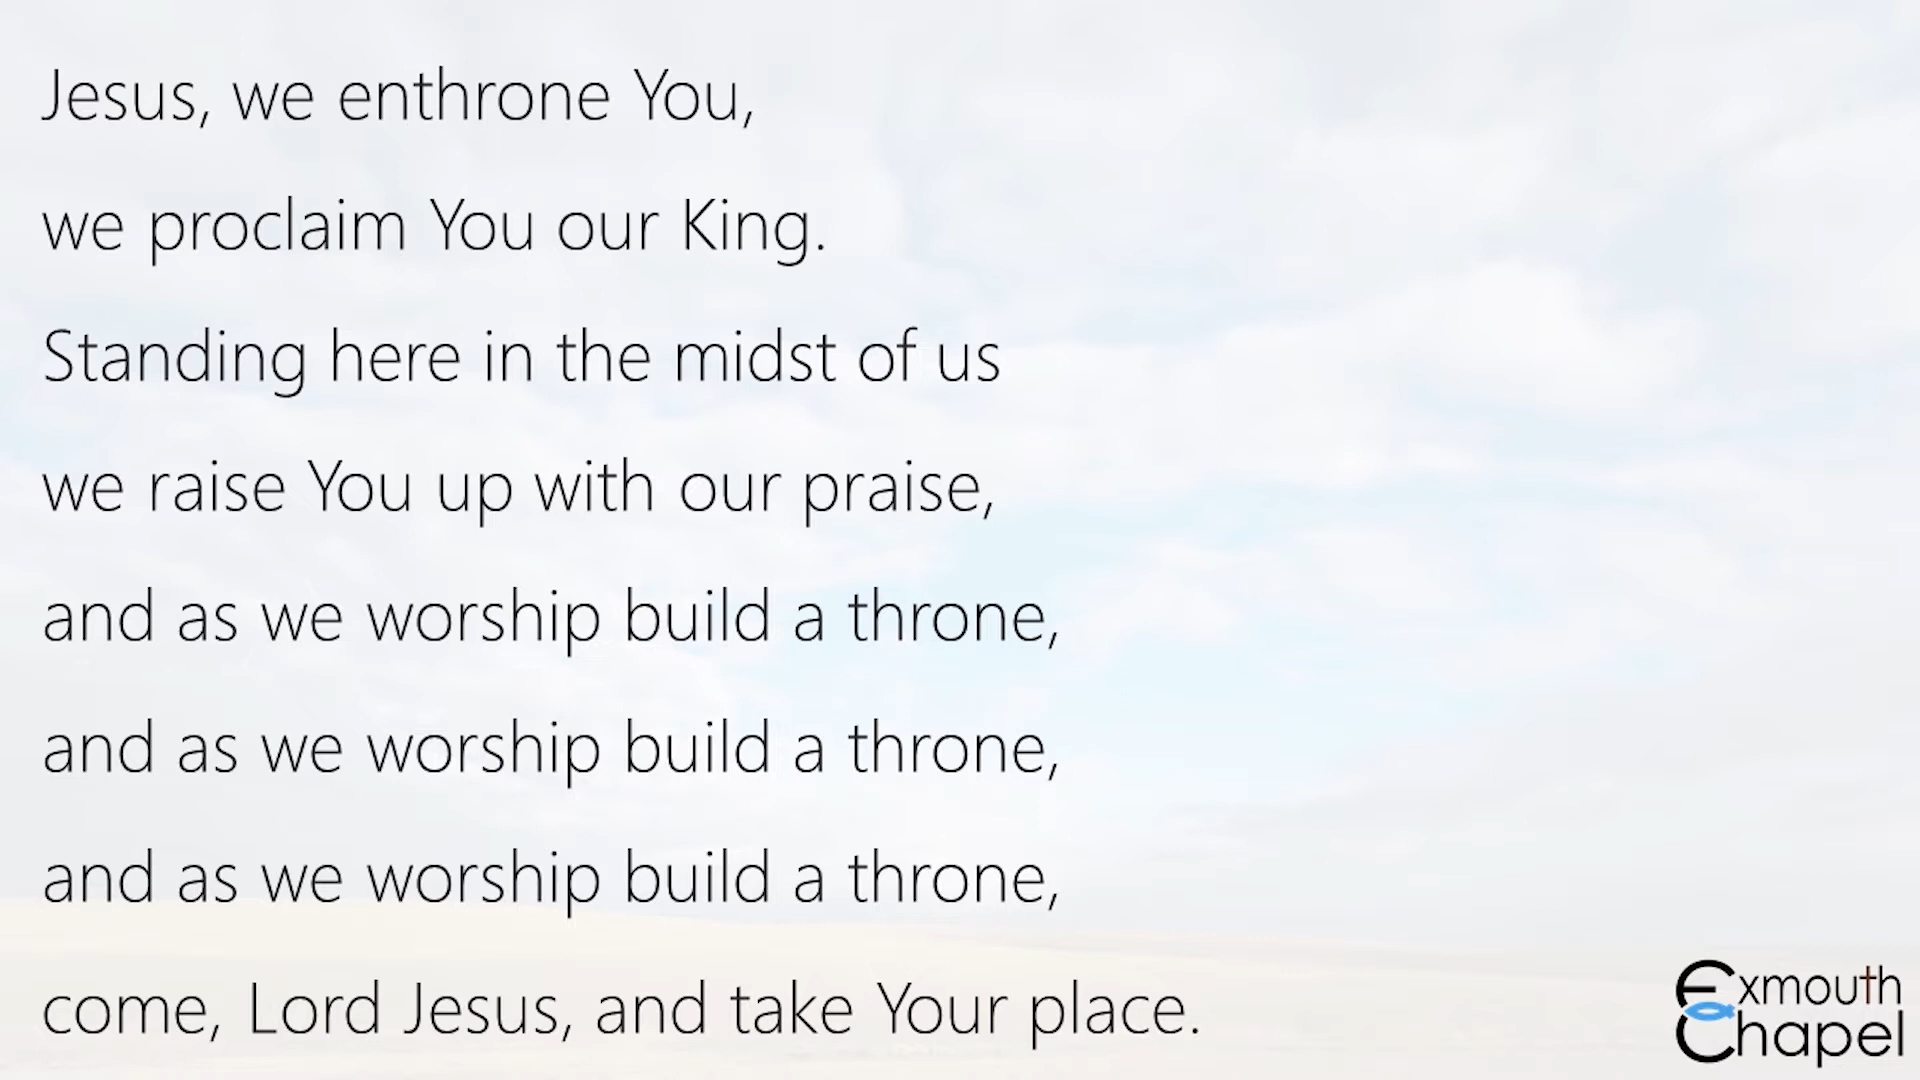 Jesus, we enthrone You,
we proclaim You our King.
Standing here in the midst of us
we raise You up with our praise,
and as we worship build a throne,
and as we worship build a throne,
and as we worship build a throne,
come, Lord Jesus, and take Your place.
Exmouth
Chapel